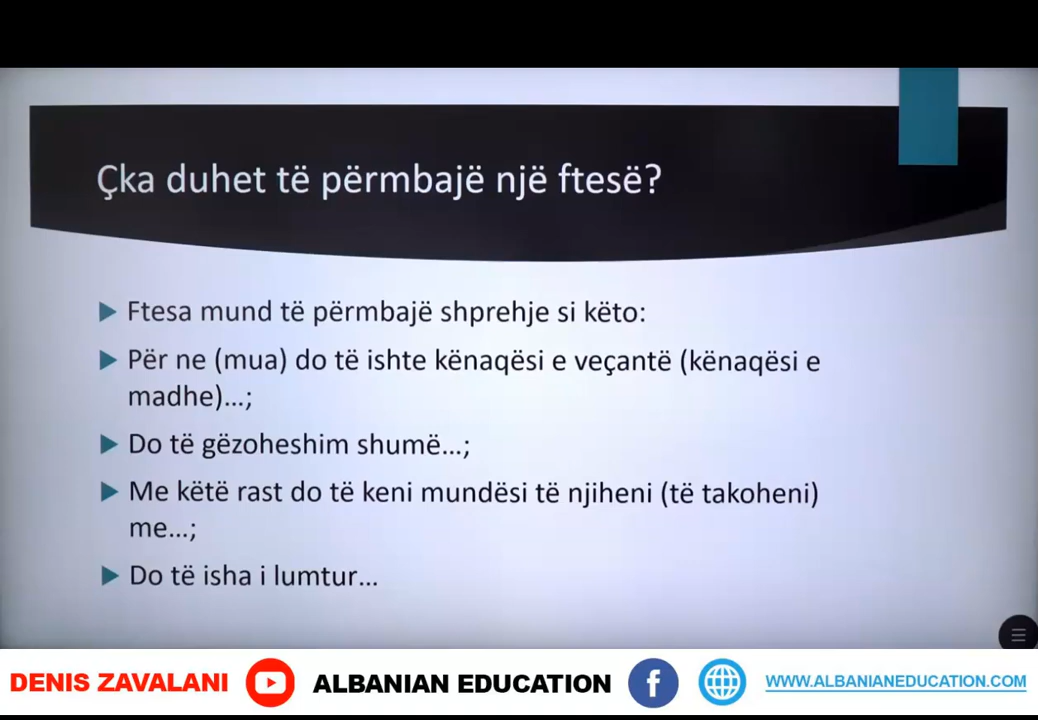 Çka duhet të përmbajë një ftesë?
Ftesa mund të përmbajë shprehje si këto:
Për ne (mua) do të ishte kënaqësi e veçantë (kënaqësi e
madhe)...;
Do të gëzoheshim shumë...;
Me këtë rast do të keni mundësi të njiheni (të takoheni)
me...;
Do të isha i lumtur...
DENIS ZAVALANI ALBANIAN EDUCATION WWW.ALBANIANEDUCATION.COM